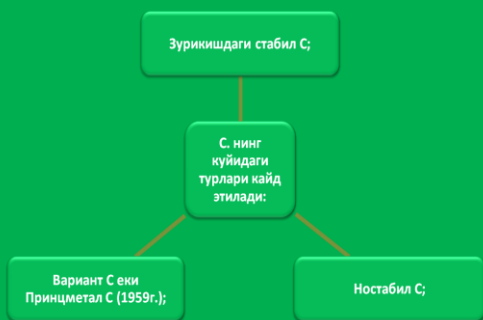 Зурикишдаги стабил С;
С. нинг
куйидаги
турлари кайд
этилади:
Вариант С еки
Принцметал С (1959г.);
Ностабил С;